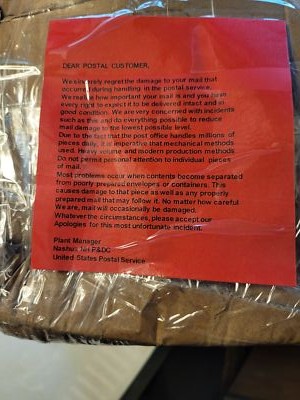 DEAR POSTAL CUSTOMER,
We sincerely regret the damage to your mail that
occurred during handling in the postal service.
We realize how important your mail is and you have
every right to expect it to be delivered intact and in
good condition. We are very concerned with incidents
such as this and do everything possible to reduce
mail damage to the lowest possible level.
Due to the fact that the post office handles millions of
pieces daily, it is imperative that mechanical methods
used. Heavy volume and modern production methods.
Do not permit personal attention to individual pieces
of mail.
Most problems occur when contents become separated
from poorly prepared envelopes or containers. This
causes damage to that piece as well as any properly
prepared mail that may follow it. No matter how careful
We are, mail will occasionally be damaged.
Whatever the circumstances, please accept our
Apologies for this most unfortunate incident.
Plant Manager
P&DC
United States Postal Service